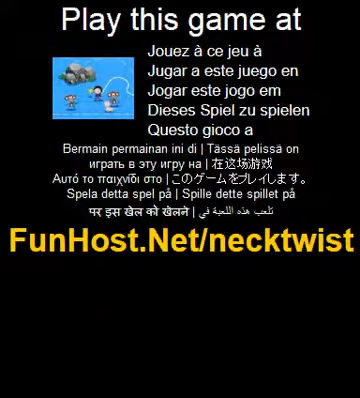 Play this game at
Jouez à ce jeu à
Jugar a este juego en
Jogar este jogo em
Dieses Spiel zu spielen
Questo gioco a
Bermain permainan ini di | Tässä pelissä on
играть в эту игру на | 在这场游戏
Αυτό το παιχνίδι στο | このゲームをプレイします。
Spela detta spel på | Spille dette spillet på
पर इस खेल को खेलने | تلعب هذه اللعبة في
FunHost.Net/necktwist